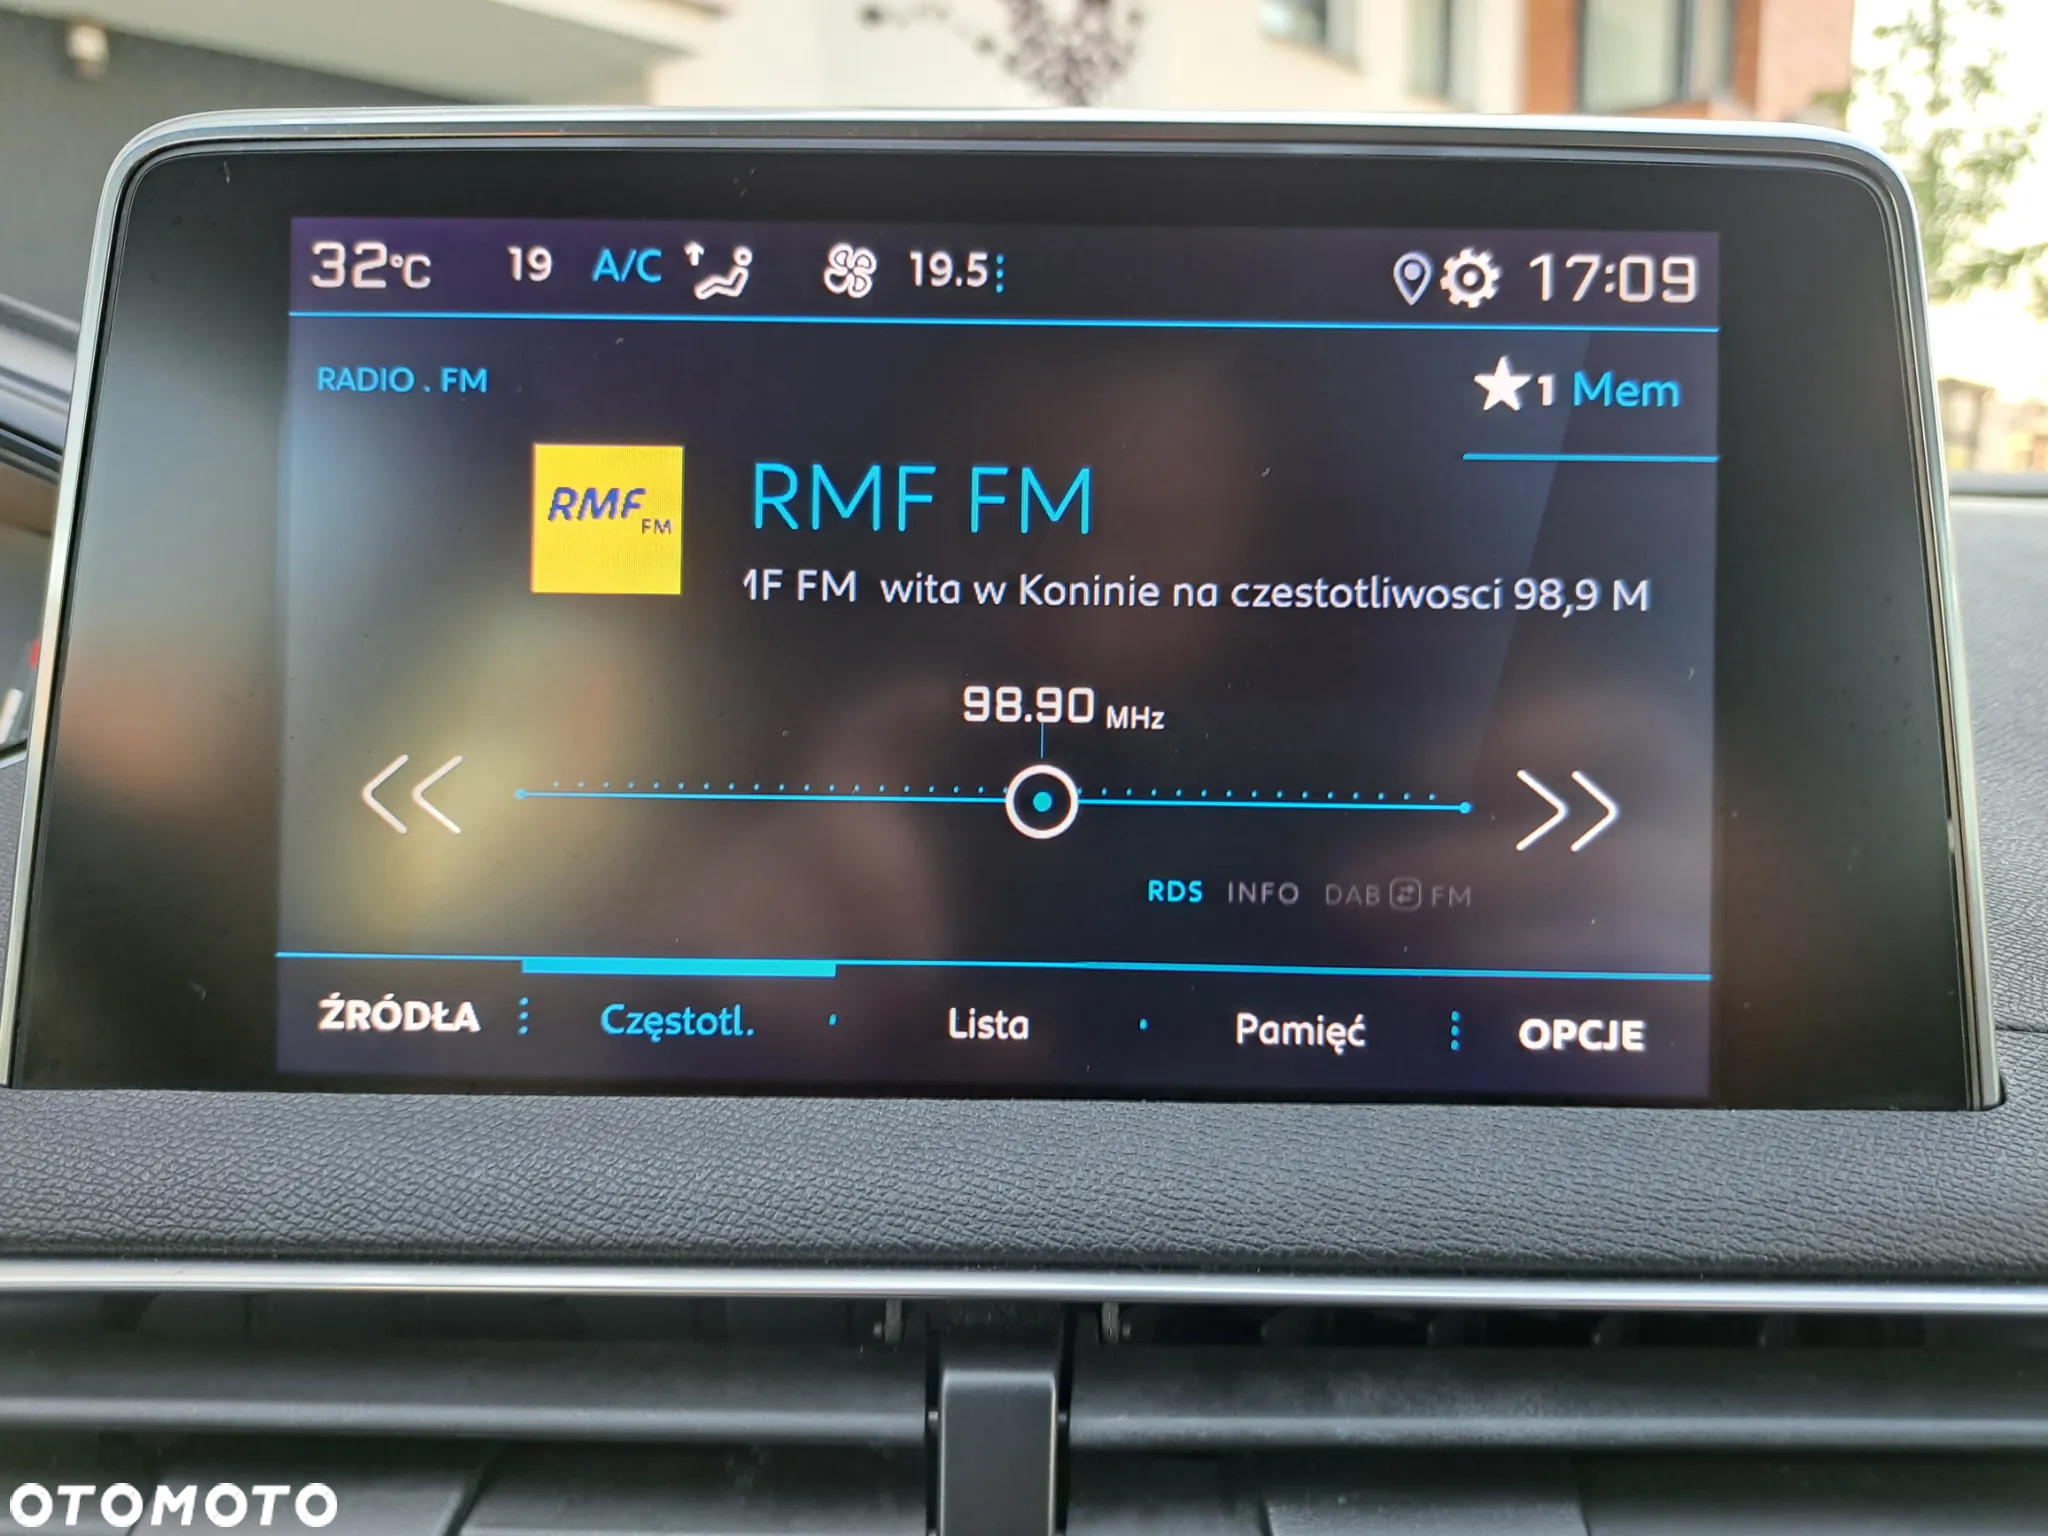 32°C 19 A/C 19.5 17:09
RADIO . FM
1 Mem
RMF FM
RMF FM
FM wita w Koninie na czestotliwosci 98,9 M
98.90 MHz
RDS INFO DAB FM
ŹRÓDŁA Częstotl. Lista Pamięć OPCJE
OTOMOTO